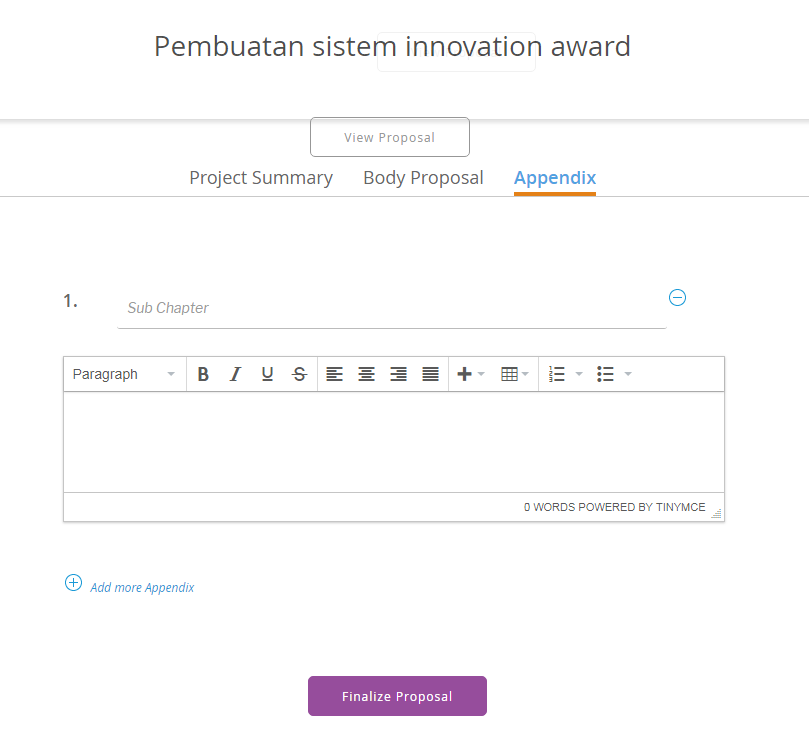 Pembuatan sistem innovation award
View Proposal
Project Summary Body Proposal Appendix
1. Sub Chapter
Paragraph B I U S
0 WORDS POWERED BY TINYMCE
Add more Appendix
Finalize Proposal